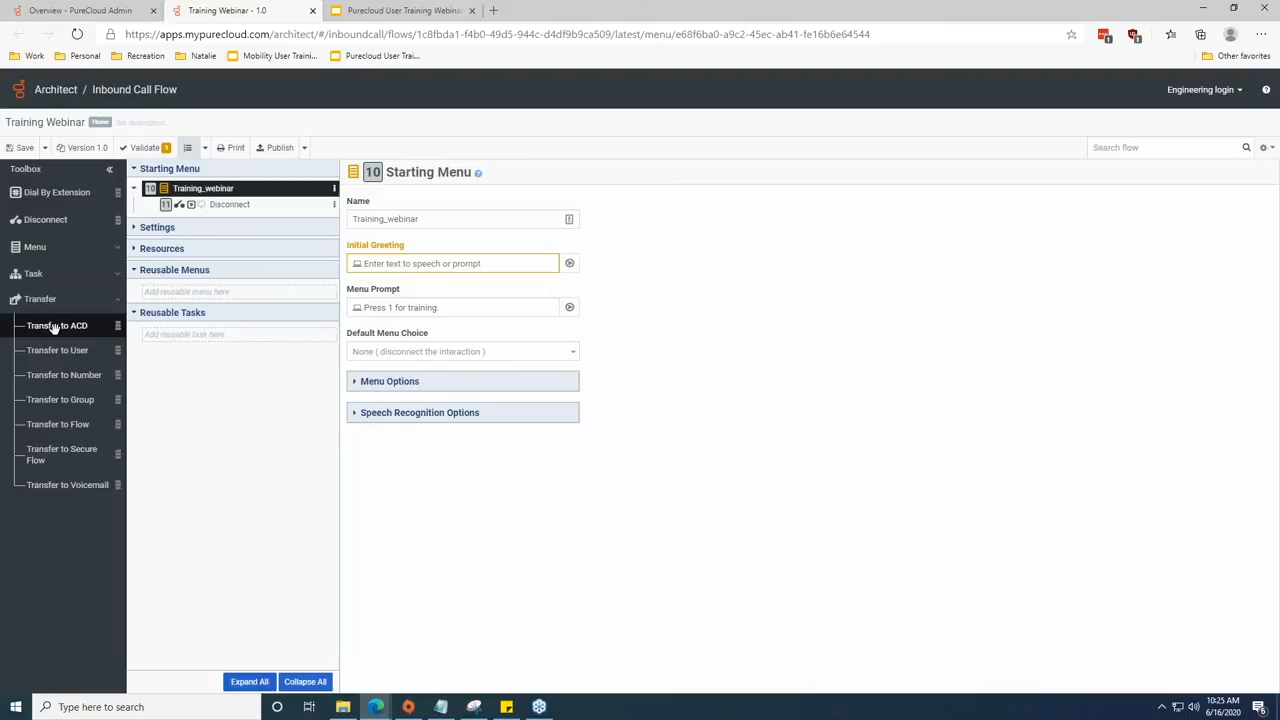 Overview - PureCloud Admin
Training Webinar - 1.0
Purecloud User Training Webinar
https://apps.mypurecloud.com/architect/#/inboundcall/flows/1c8fbda1-f4b0-49d5-944c-d4df9b9ca509/latest/menu/e68f6ba0-a9c2-45ec-ab41-fe16b6e64544
Work
Personal
Recreation
Natalie
Mobility User Traini...
Purecloud User Trai...
Other favorites
Architect / Inbound Call Flow
Engineering login
Training Webinar Home Set description...
Save
Version 1.0
Validate 1
Print
Publish
Search flow
Toolbox
Dial By Extension
Disconnect
Menu
Task
Transfer
Transfer to ACD
Transfer to User
Transfer to Number
Transfer to Group
Transfer to Flow
Transfer to Secure
Flow
Transfer to Voicemail
Starting Menu
10 Training_webinar
11 Disconnect
Settings
Resources
Reusable Menus
Add reusable menu here
Reusable Tasks
Add reusable task here
Expand All
Collapse All
10 Starting Menu
Name
Training_webinar
Initial Greeting
Enter text to speech or prompt
Menu Prompt
Press 1 for training.
Default Menu Choice
None ( disconnect the interaction )
Menu Options
Speech Recognition Options
Type here to search
10:25 AM
6/16/2020